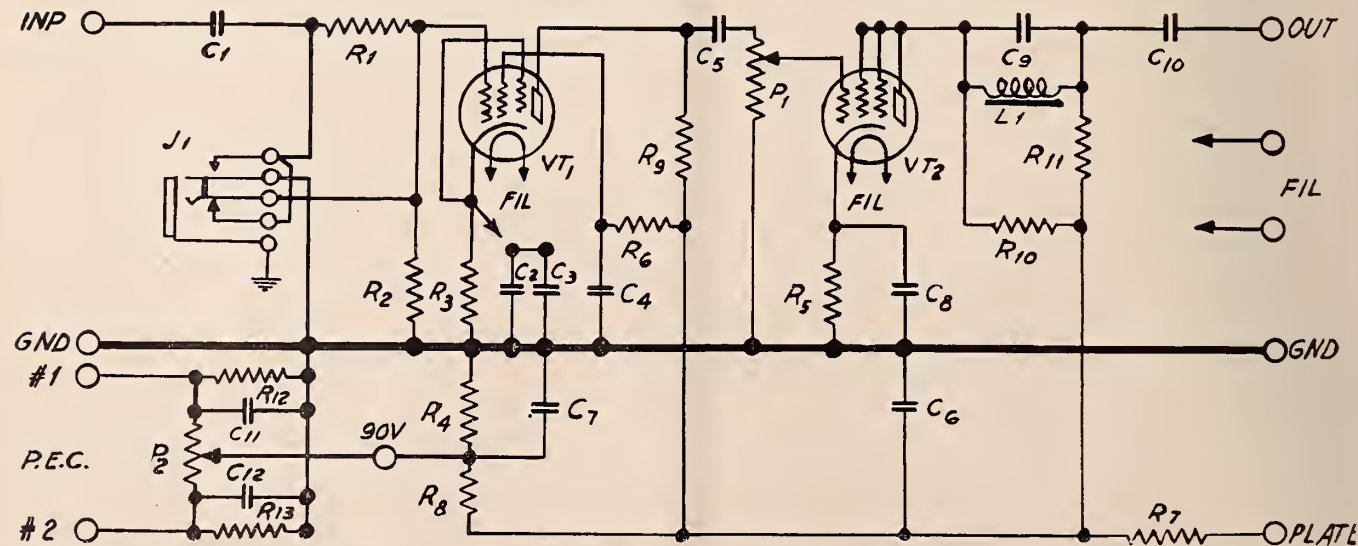 INP
C1
R1
C5
P1
C9
C10
OUT
L1
J1
VT1
R9
VT2
R11
FIL
FIL
FIL
R6
R10
C2
C3
R2
R3
C4
R5
C8
GND
GND
#1
R12
C11
R4
C7
C6
90V
P.E.C.
P2
C12
R8
R13
#2
R7
PLATE